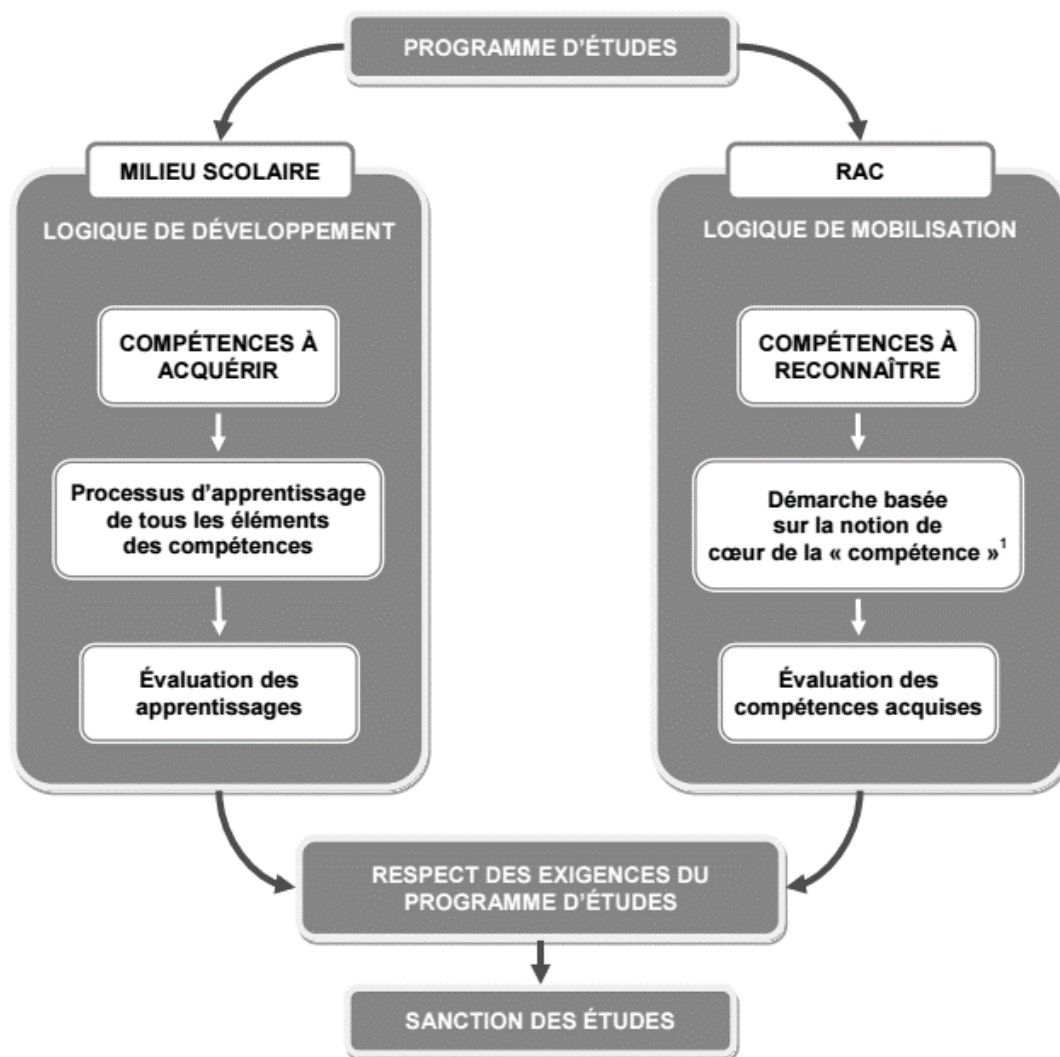 PROGRAMME D'ÉTUDES
MILIEU SCOLAIRE
LOGIQUE DE DÉVELOPPEMENT
COMPÉTENCES À
ACQUÉRIR
Processus d'apprentissage
de tous les éléments
des compétences
Évaluation des
apprentissages
RAC
LOGIQUE DE MOBILISATION
COMPÉTENCES À
RECONNAÎTRE
Démarche basée
sur la notion de
cœur de la « compétence »¹
Évaluation des
compétences acquises
RESPECT DES EXIGENCES DU
PROGRAMME D'ÉTUDES
SANCTION DES ÉTUDES